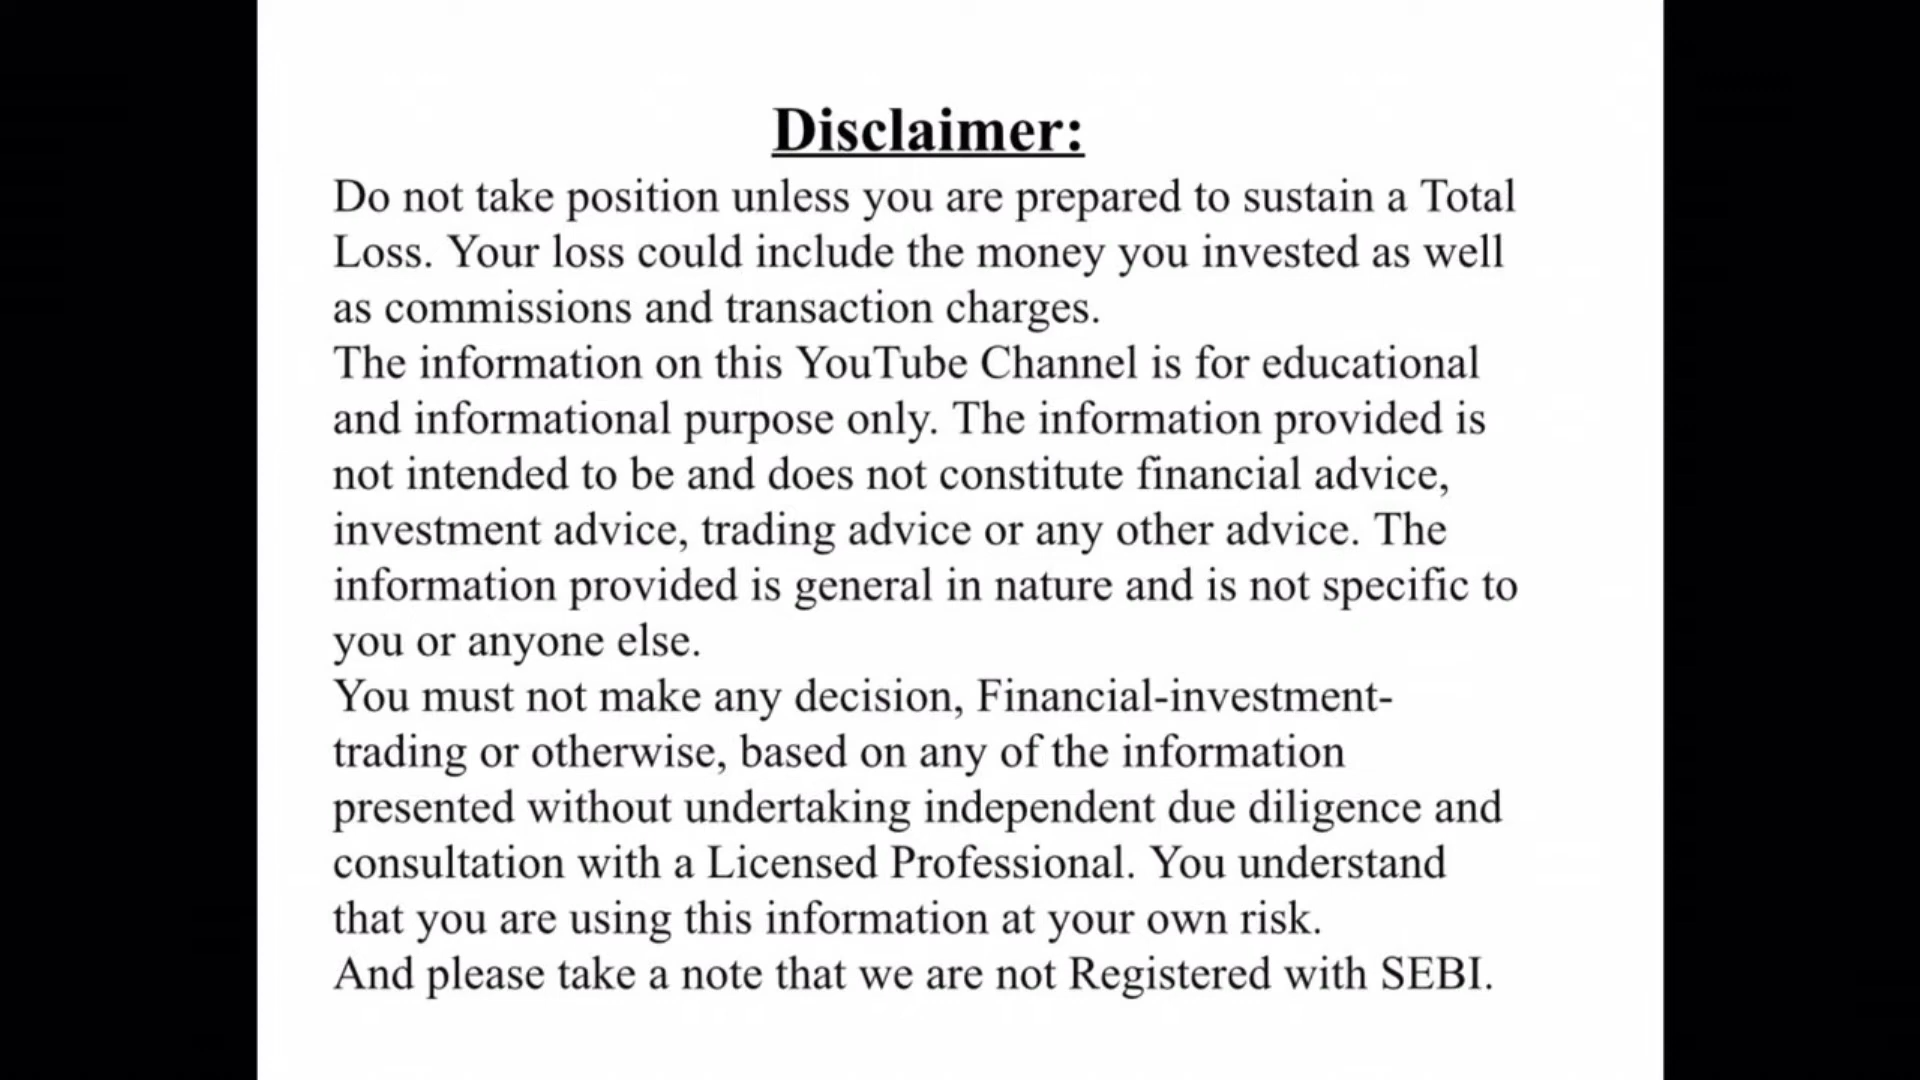 Disclaimer:
Do not take position unless you are prepared to sustain a Total
Loss. Your loss could include the money you invested as well
as commissions and transaction charges.
The information on this YouTube Channel is for educational
and informational purpose only. The information provided is
not intended to be and does not constitute financial advice,
investment advice, trading advice or any other advice. The
information provided is general in nature and is not specific to
you or anyone else.
You must not make any decision, Financial-investment-
trading or otherwise, based on any of the information
presented without undertaking independent due diligence and
consultation with a Licensed Professional. You understand
that you are using this information at your own risk.
And please take a note that we are not Registered with SEBI.